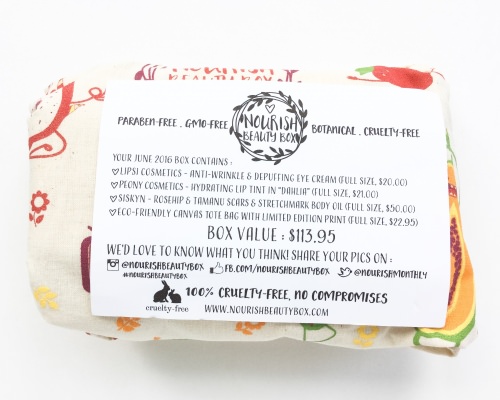 NOURISH
BEAUTY BOX
PARABEN-FREE . GMO-FREE
NOURISH
BEAUTY BOX
BOTANICAL . CRUELTY-FREE
YOUR JUNE 2016 BOX CONTAINS :
♡LIPSI COSMETICS - ANTI-WRINKLE & DEPUFFING EYE CREAM (FULL SIZE, $20.00)
♡PEONY COSMETICS - HYDRATING LIP TINT IN "DAHLIA" (FULL SIZE, $21.00)
♡SISKYN - ROSEHIP & TAMANU SCARS & STRETCHMARK BODY OIL (FULL SIZE, $50.00)
♡ECO-FRIENDLY CANVAS TOTE BAG WITH LIMITED EDITION PRINT (FULL SIZE, $22.95)
BOX VALUE : $113.95
WE'D LOVE TO KNOW WHAT YOU THINK! SHARE YOUR PICS ON :
@NOURISHBEAUTYBOX FB.COM/NOURISHBEAUTYBOX @NOURISHMONTHLY
#NOURISHBEAUTYBOX
100% CRUELTY-FREE, NO COMPROMISES
cruelty-free WWW.NOURISHBEAUTYBOX.COM